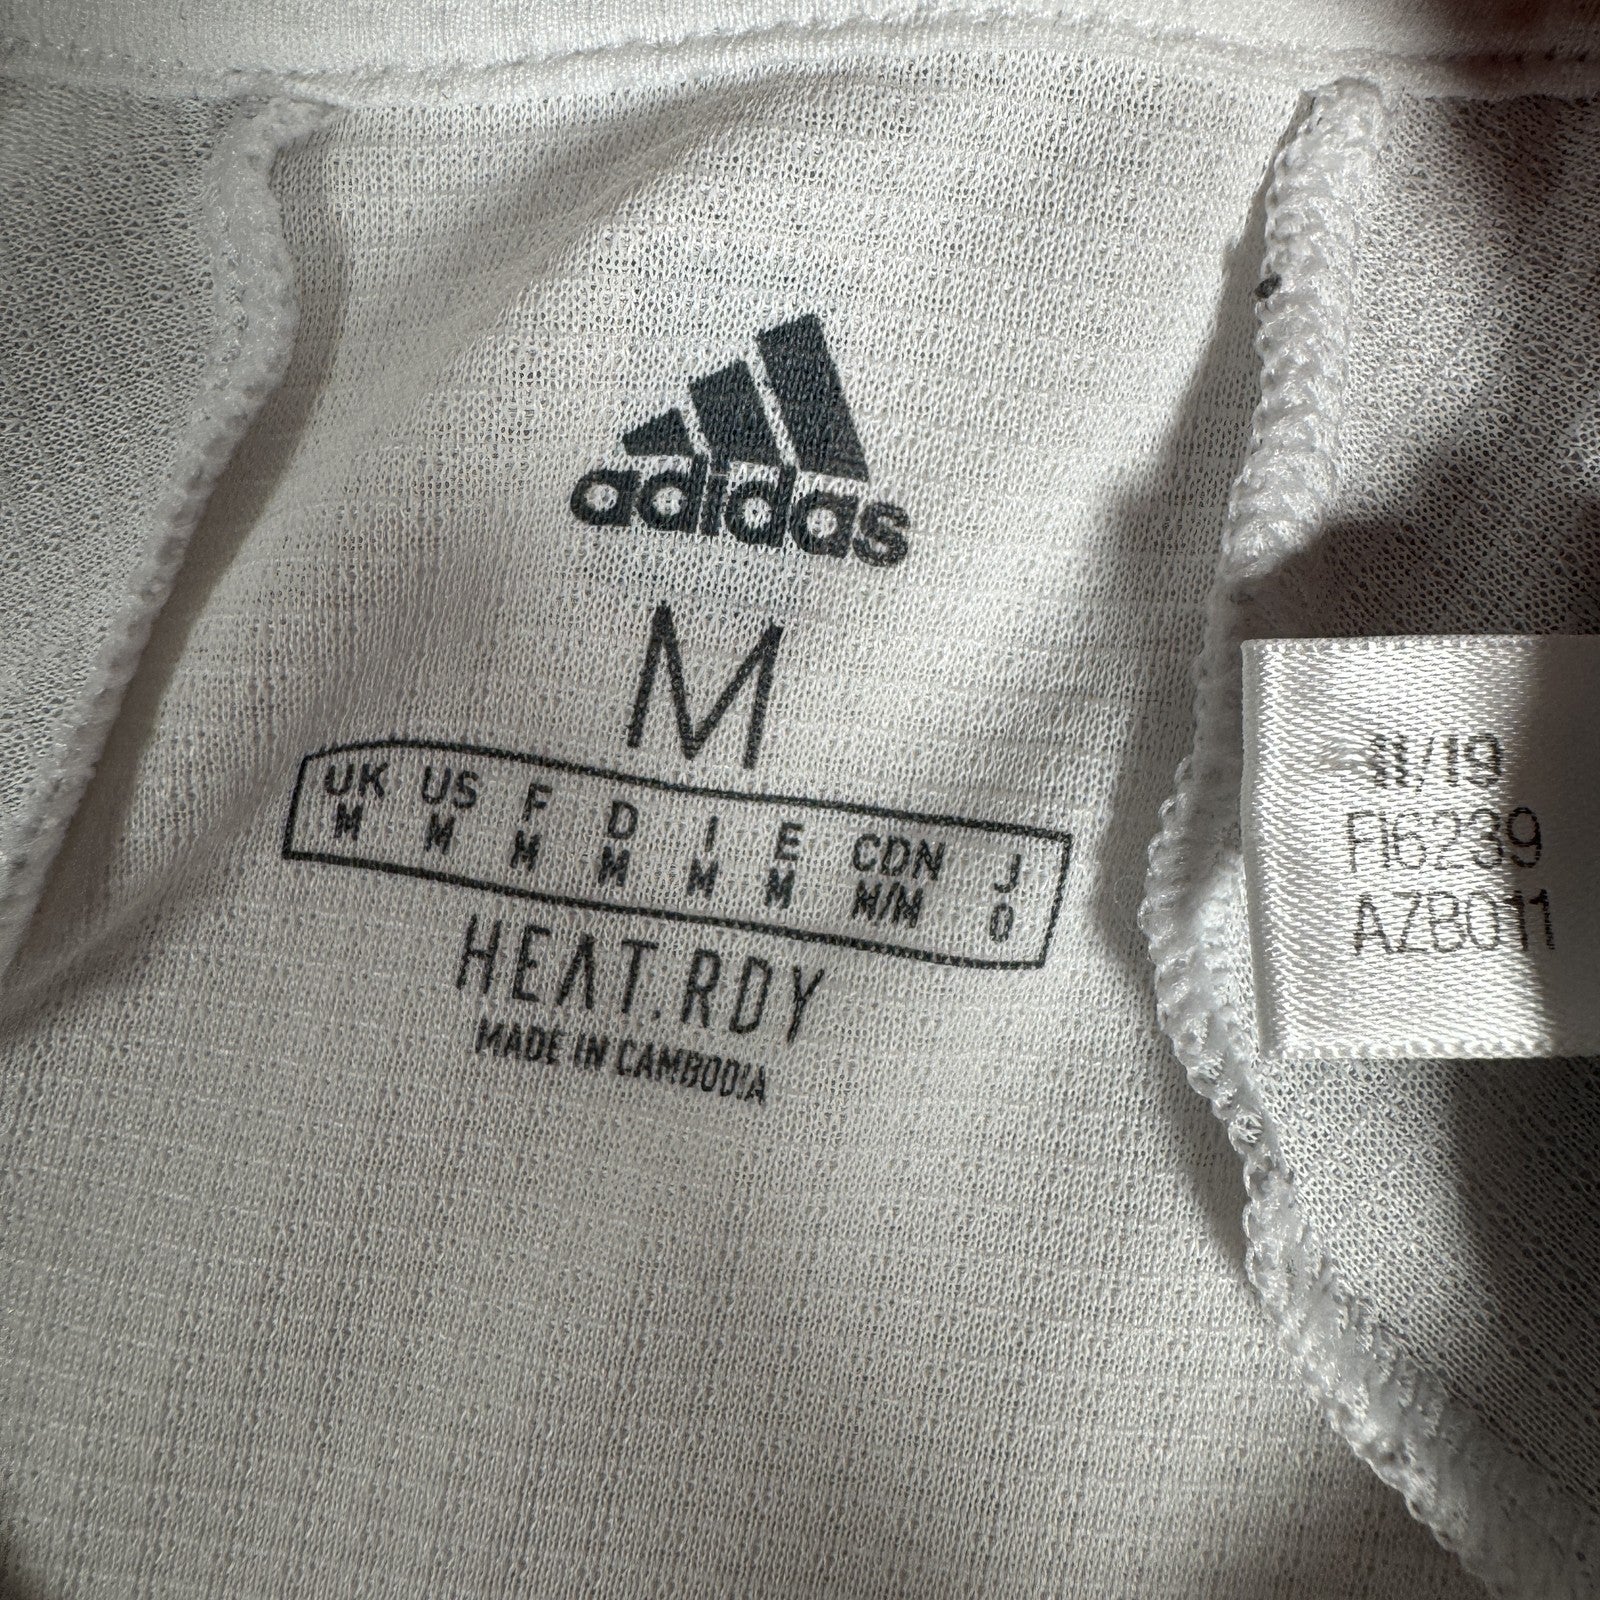 adidas
M
UK US F D I E CDN J
M M M M M M M/M O
HEAT.RDY
MADE IN CAMBODIA
11/19
FI6239
AZB011